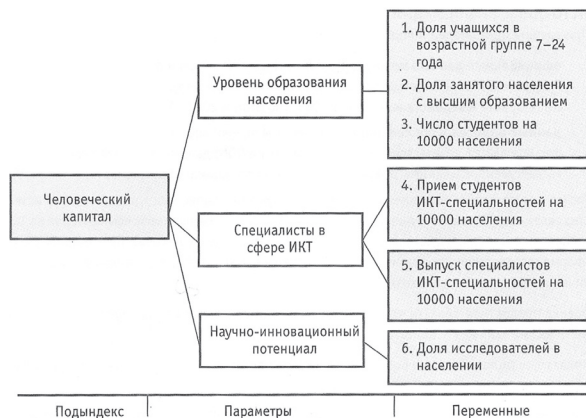 1. Доля учащихся в
возрастной группе 7–24
года
2. Доля занятого населения
с высшим образованием
3. Число студентов на
10000 населения
Уровень образования
населения
Человеческий
капитал
4. Прием студентов
ИКТ-специальностей на
10000 населения
Специалисты в
сфере ИКТ
5. Выпуск специалистов
ИКТ-специальностей на
10000 населения
Научно-инновационный
потенциал
6. Доля исследователей в
населении
Подындекс
Параметры
Переменные